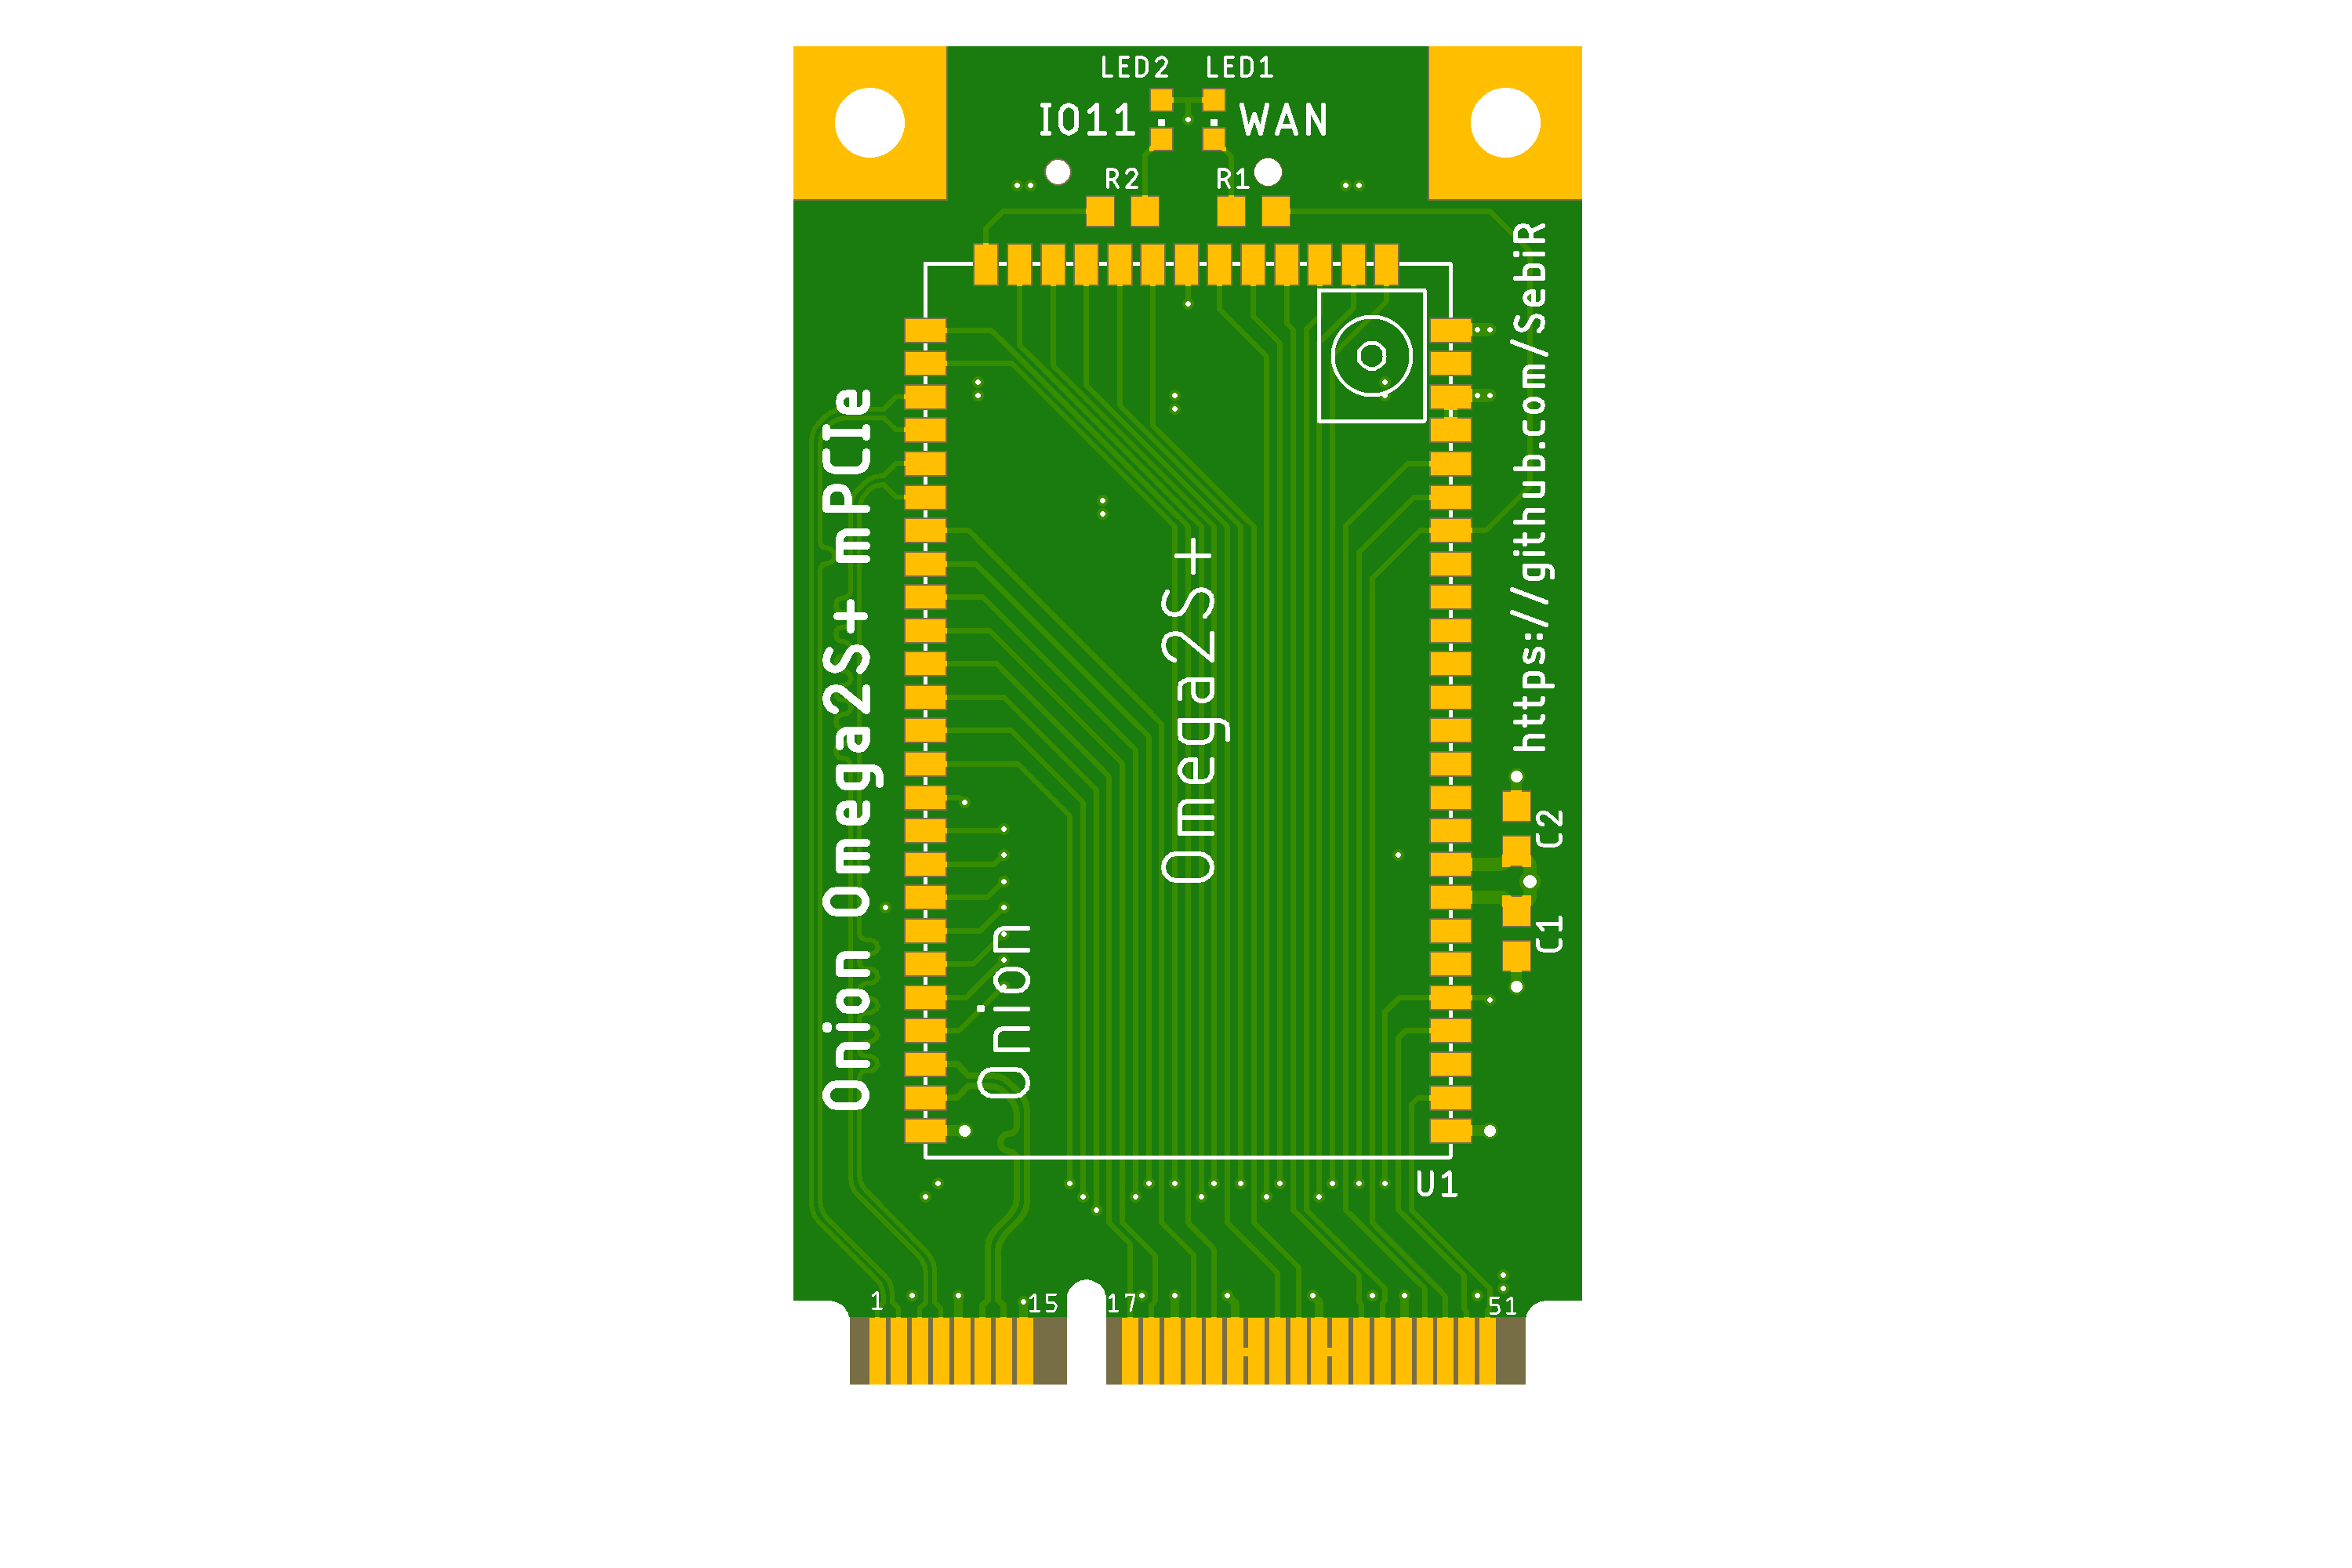 LED2 LED1
IO11 WAN
R2 R1
https://github.com/SebiR
Onion Omega2S+ mPCIe
Omega2S+
Onion
C2
C1
U1
1 15 17 51